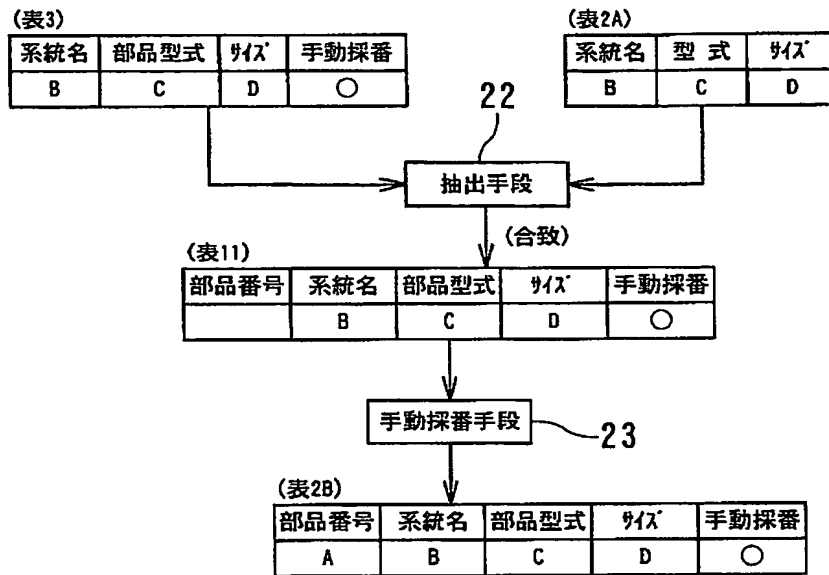 (表3)
系統名 部品型式 ｻｲｽﾞ 手動採番
B C D ○
(表2A)
系統名 型 式 ｻｲｽﾞ
B C D
22
抽出手段
(合致)
(表11)
部品番号 系統名 部品型式 ｻｲｽﾞ 手動採番
B C D ○
手動採番手段
23
(表2B)
部品番号 系統名 部品型式 ｻｲｽﾞ 手動採番
A B C D ○